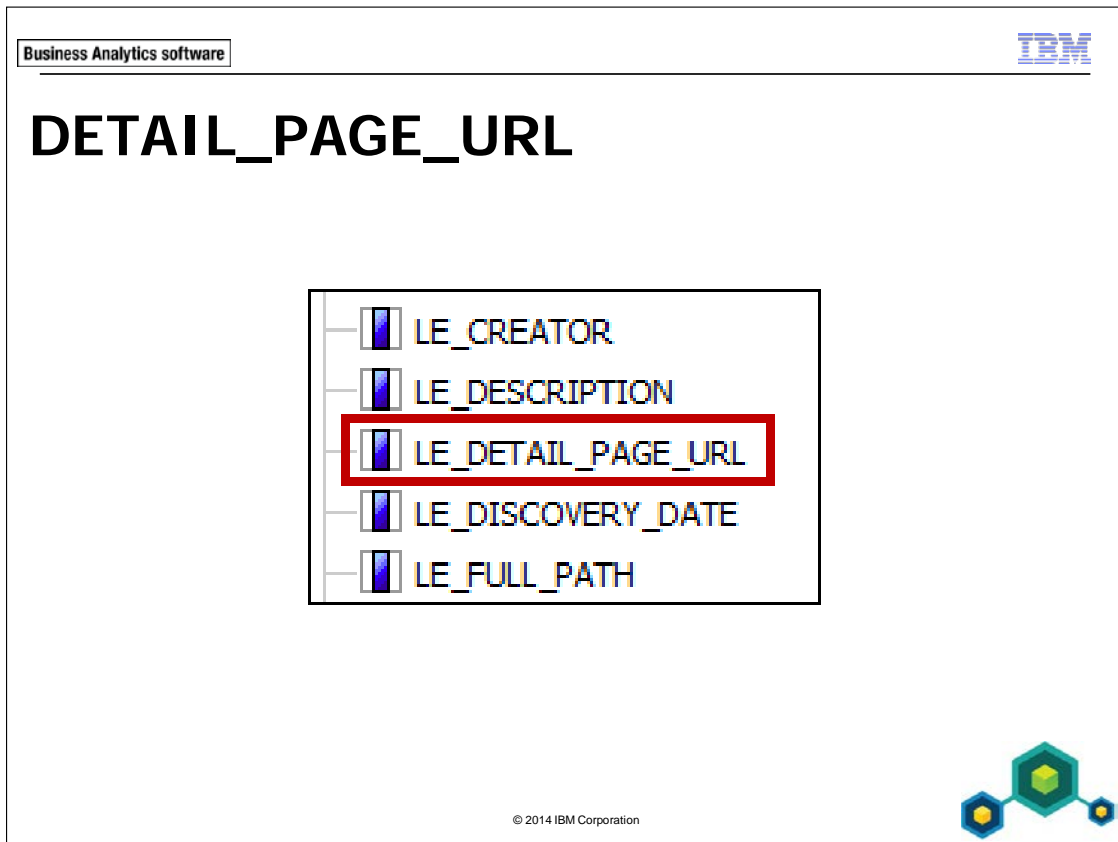 Business Analytics software
IBM
DETAIL_PAGE_URL
LE_CREATOR
LE_DESCRIPTION
LE_DETAIL_PAGE_URL
LE_DISCOVERY_DATE
LE_FULL_PATH
© 2014 IBM Corporation